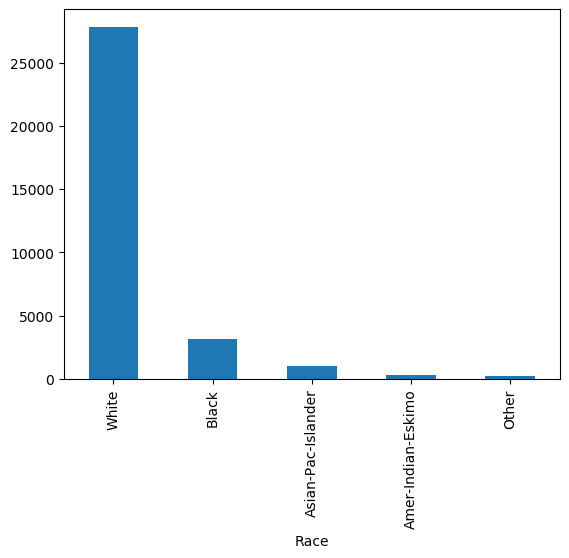 25000
20000
15000
10000
5000
0
White
Black
Asian-Pac-Islander
Amer-Indian-Eskimo
Other
Race